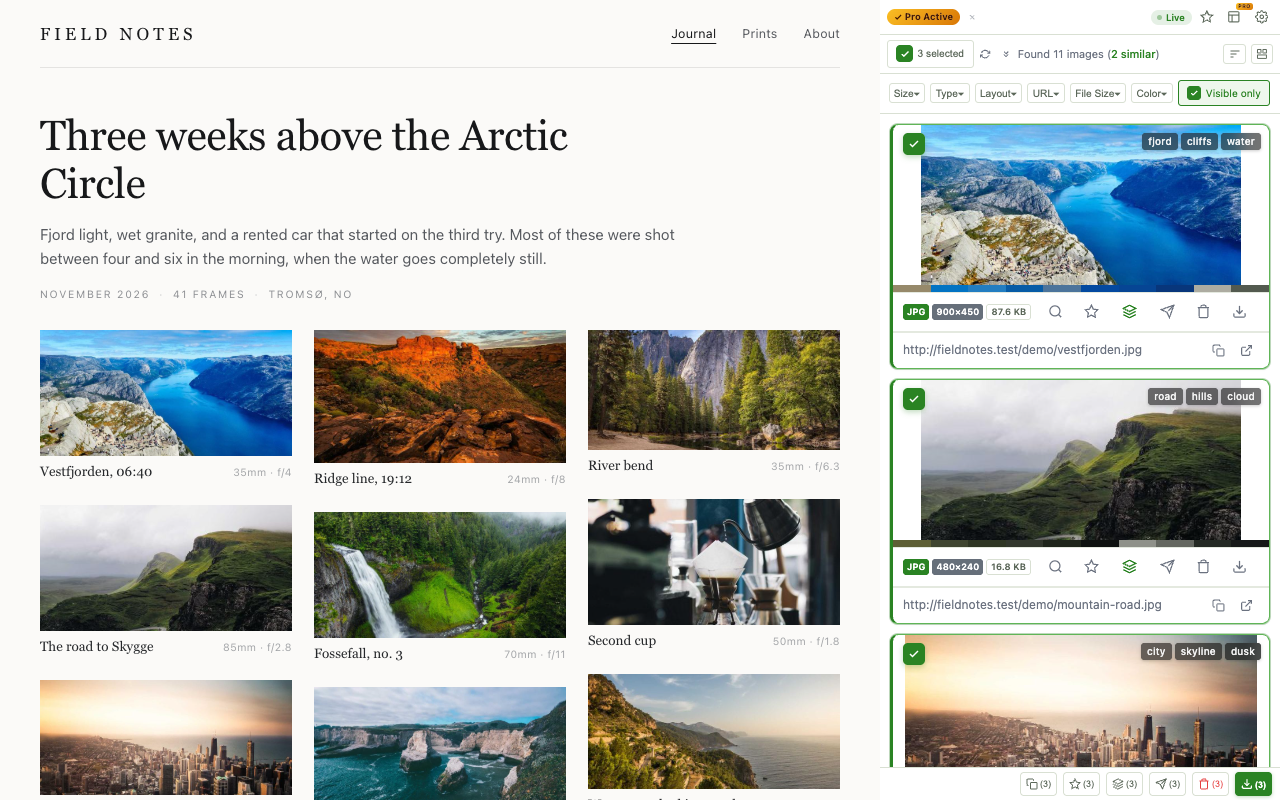 FIELD NOTES
Journal Prints About
Three weeks above the Arctic
Circle
Fjord light, wet granite, and a rented car that started on the third try. Most of these were shot
between four and six in the morning, when the water goes completely still.
NOVEMBER 2026 · 41 FRAMES · TROMSØ, NO
Vestfjorden, 06:40 35mm · f/4
Ridge line, 19:12 24mm · f/8
River bend 35mm · f/6.3
The road to Skygge 85mm · f/2.8
Fossefall, no. 3 70mm · f/11
Second cup 50mm · f/1.8
Pro Active ×
Live
PRO
3 selected
Found 11 images (2 similar)
Size Type Layout URL File Size Color Visible only
fjord cliffs water
JPG 900×450 87.6 KB
http://fieldnotes.test/demo/vestfjorden.jpg
road hills cloud
JPG 480×240 16.8 KB
http://fieldnotes.test/demo/mountain-road.jpg
city skyline dusk
(3) (3) (3) (3) (3) (3)